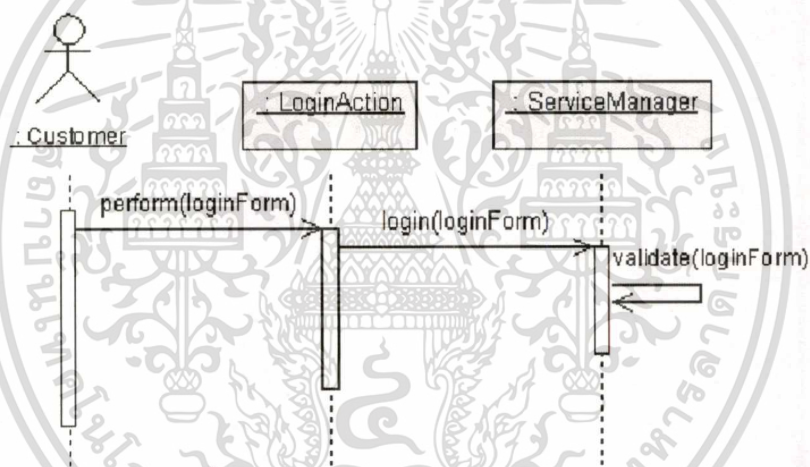 : Customer
: LoginAction
: ServiceManager
perform(loginForm)
login(loginForm)
validate(loginForm)